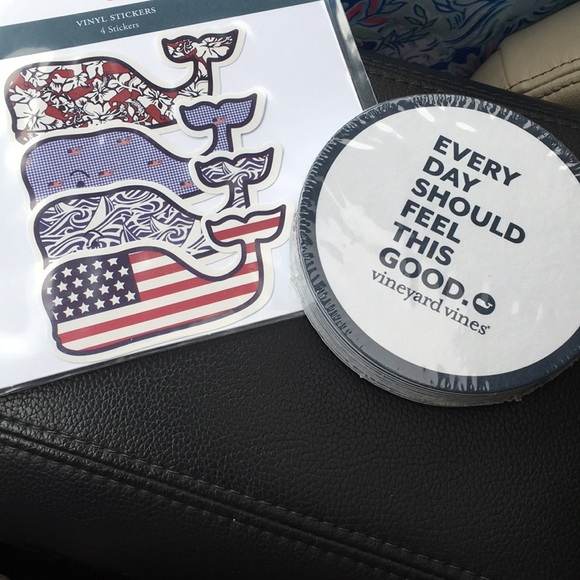 VINYL STICKERS
4 Stickers
EVERY
DAY
SHOULD
FEEL
THIS
GOOD.
vineyard vines®